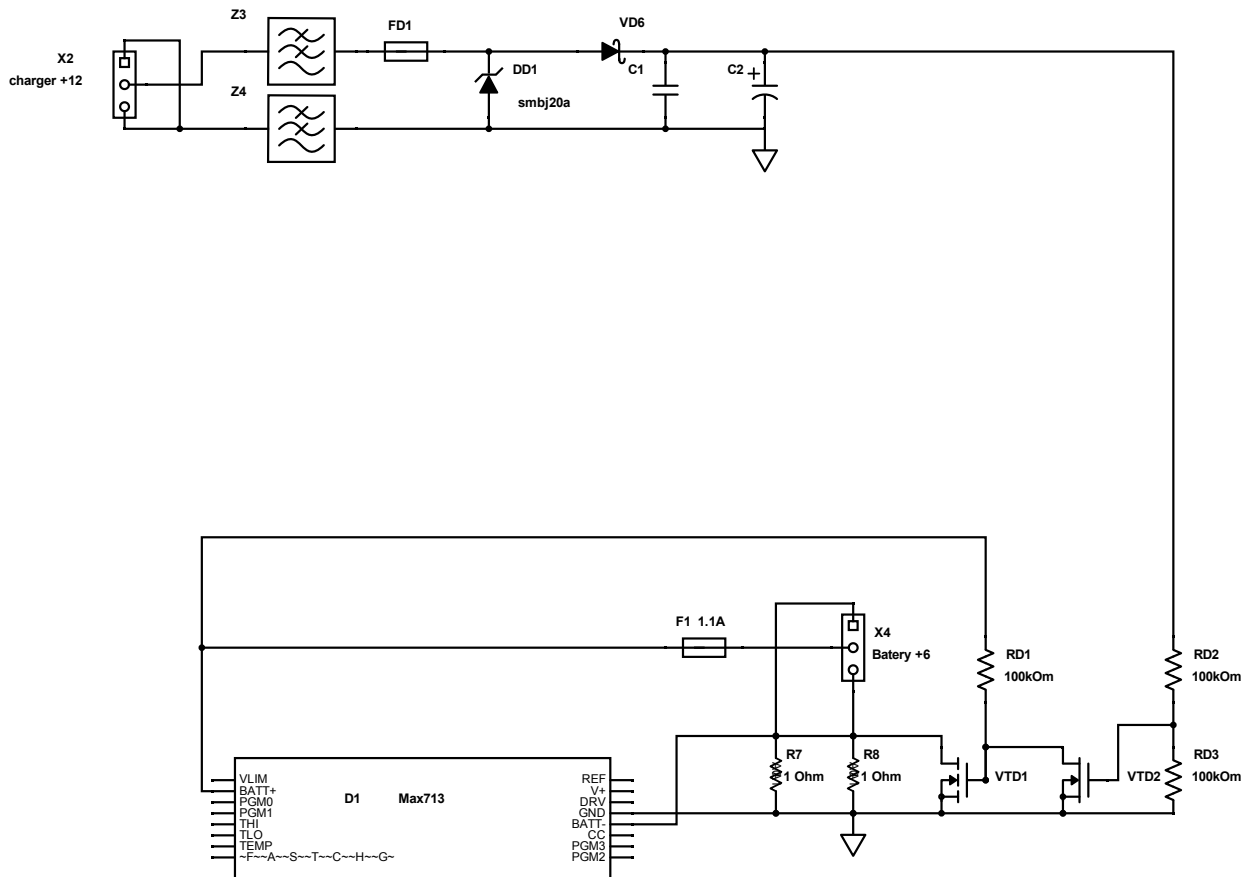 Z3
FD1
VD6
X2
charger +12
C1
C2
+
DD1
Z4
smbj20a
F1 1.1A
X4
Batery +6
RD1
100kOm
RD2
100kOm
R7
1 Ohm
R8
1 Ohm
VTD1
VTD2
RD3
100kOm
D1 Max713
VLIM
BATT+
PGM0
PGM1
THI
TLO
TEMP
~F~~A~~S~~T~~C~~H~~G~
REF
V+
DRV
GND
BATT-
CC
PGM3
PGM2